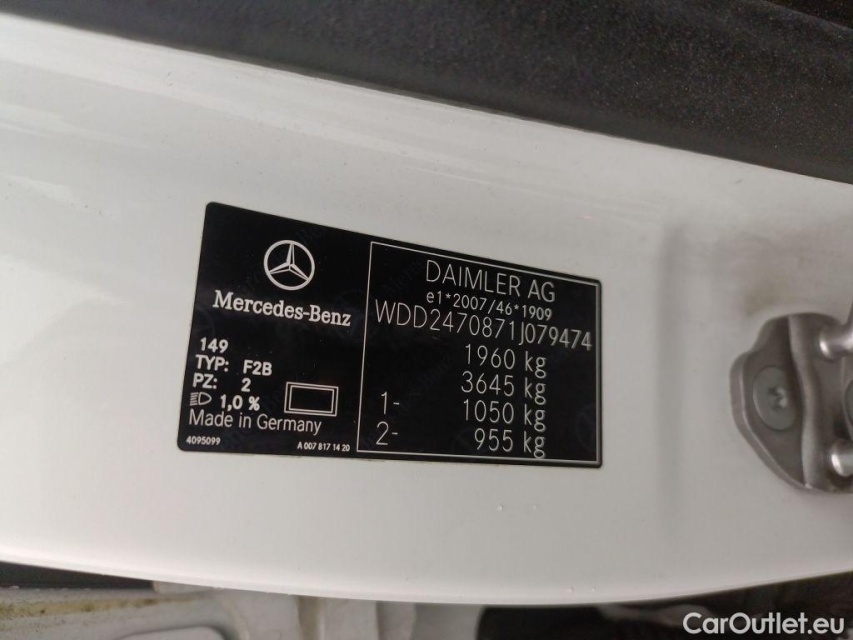 Mercedes-Benz
149
TYP: F2B
PZ: 2
1,0 %
Made in Germany
4095099
A 007 817 14 20
DAIMLER AG
e1*2007/46*1909
WDD2470871J079474
1960 kg
3645 kg
1- 1050 kg
2- 955 kg
CarOutlet.eu